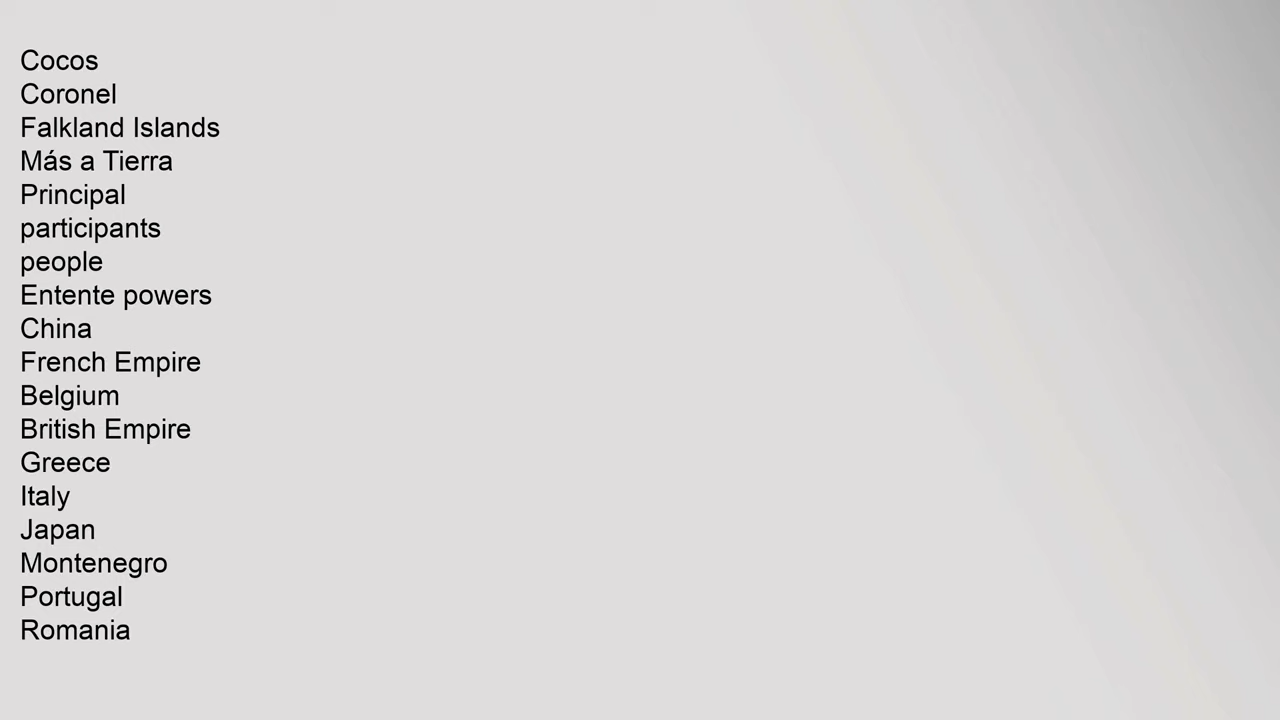 Cocos
Coronel
Falkland Islands
Más a Tierra
Principal
participants
people
Entente powers
China
French Empire
Belgium
British Empire
Greece
Italy
Japan
Montenegro
Portugal
Romania